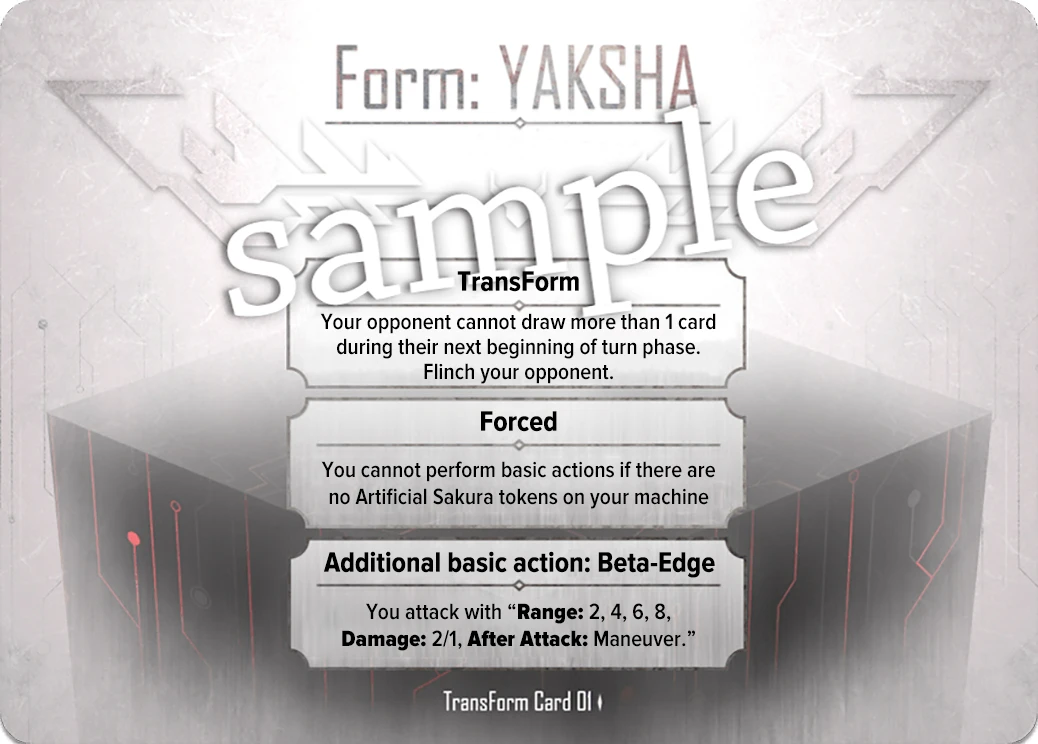 Form: YAKSHA
sample
TransForm
Your opponent cannot draw more than 1 card
during their next beginning of turn phase.
Flinch your opponent.
Forced
You cannot perform basic actions if there are
no Artificial Sakura tokens on your machine
Additional basic action: Beta-Edge
You attack with “Range: 2, 4, 6, 8,
Damage: 2/1, After Attack: Maneuver.”
TransForm Card 01